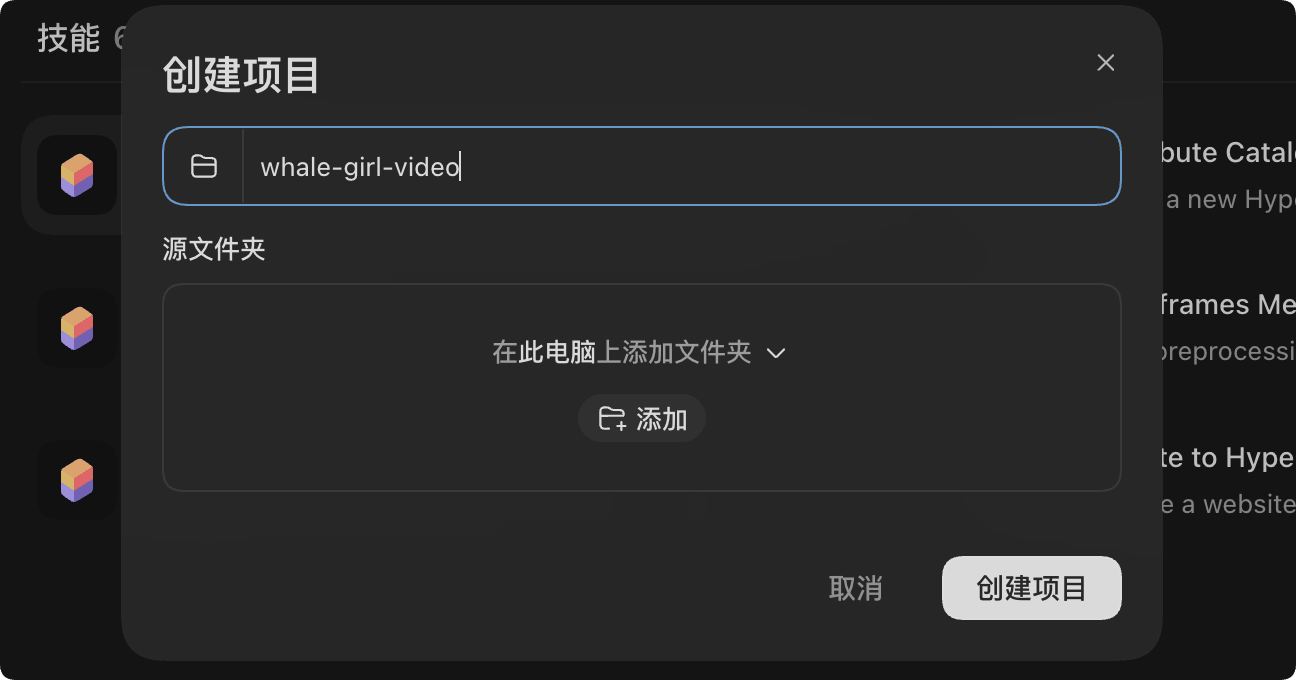 技能 6
创建项目
whale-girl-video
源文件夹
在此电脑上添加文件夹
添加
取消
创建项目
bute Catal
a new Hyp
frames Me
preprocessi
te to Hype
e a website